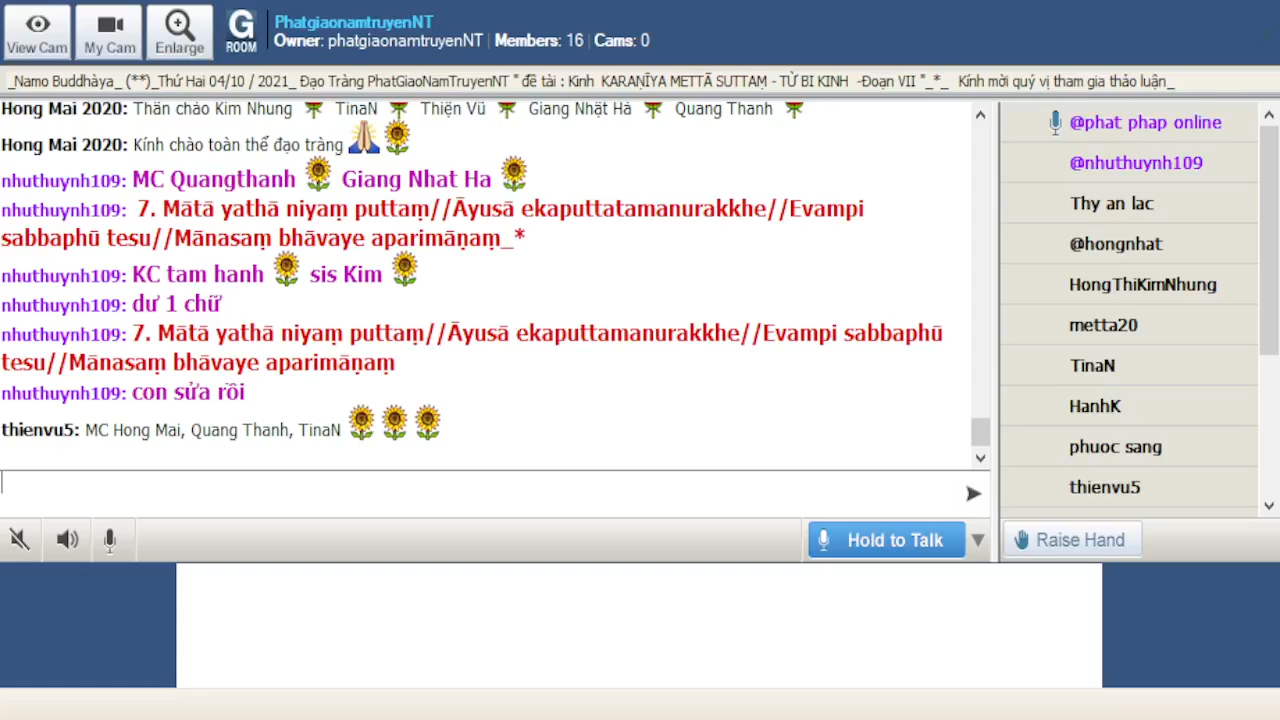 PhatgiaonamtruyenNT
G
ROOM
Owner: phatgiaonamtruyenNT | Members: 16 | Cams: 0
View Cam
My Cam
Enlarge
_Namo Buddhàya_ (**)_Thứ Hai 04/10 / 2021_ Đạo Tràng PhatGiaoNamTruyenNT " đề tài : Kinh KARAṆĪYA METTĀ SUTTAṂ - TỪ BI KINH -Đoạn VII "_*_ Kính mời quý vị tham gia thảo luận_
Hong Mai 2020: Thân chào Kim Nhung TinaN Thiện Vũ Giang Nhật Hà Quang Thanh
Hong Mai 2020: Kính chào toàn thể đạo tràng
nhuthuynh109: MC Quangthanh Giang Nhat Ha
nhuthuynh109: 7. Mātā yathā niyaṃ puttaṃ//Āyusā ekaputtatamanurakkhe//Evampi
sabbaphū tesu//Mānasaṃ bhāvaye aparimāṇaṃ_*
nhuthuynh109: KC tam hanh sis Kim
nhuthuynh109: dư 1 chữ
nhuthuynh109: 7. Mātā yathā niyaṃ puttaṃ//Āyusā ekaputtamanurakkhe//Evampi sabbaphū
tesu//Mānasaṃ bhāvaye aparimāṇaṃ
nhuthuynh109: con sửa rồi
thienvu5: MC Hong Mai, Quang Thanh, TinaN
Hold to Talk
@phat phap online
@nhuthuynh109
Thy an lac
@hongnhat
HongThiKimNhung
metta20
TinaN
HanhK
phuoc sang
thienvu5
Raise Hand